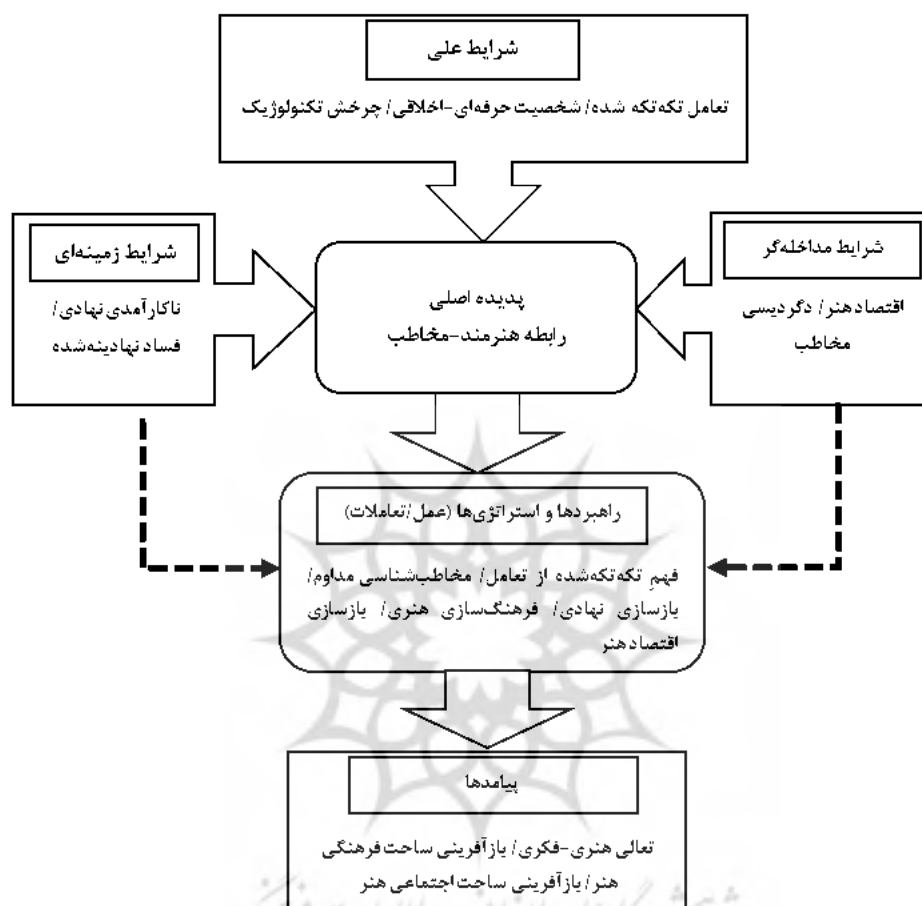 شرایط علی
تعامل تکه‌تکه شده/ شخصیت حرفه‌ای-اخلاقی/ چرخش تکنولوژیک
شرایط مداخله‌گر
اقتصاد هنر/ دگردیسی
مخاطب
پدیده اصلی
رابطه هنرمند-مخاطب
شرایط زمینه‌ای
ناکارآمدی نهادی/
فساد نهادینه‌شده
راهبردها و استراتژی‌ها (عمل/تعاملات)
فهمِ تکه‌تکه‌شده از تعامل/ مخاطب‌شناسی مداوم/
بازسازی نهادی/ فرهنگ‌سازی هنری/ بازسازی
اقتصاد هنر
پیامدها
تعالی هنری-فکری/ بازآفرینی ساحت فرهنگی
هنر/ بازآفرینی ساحت اجتماعی هنر